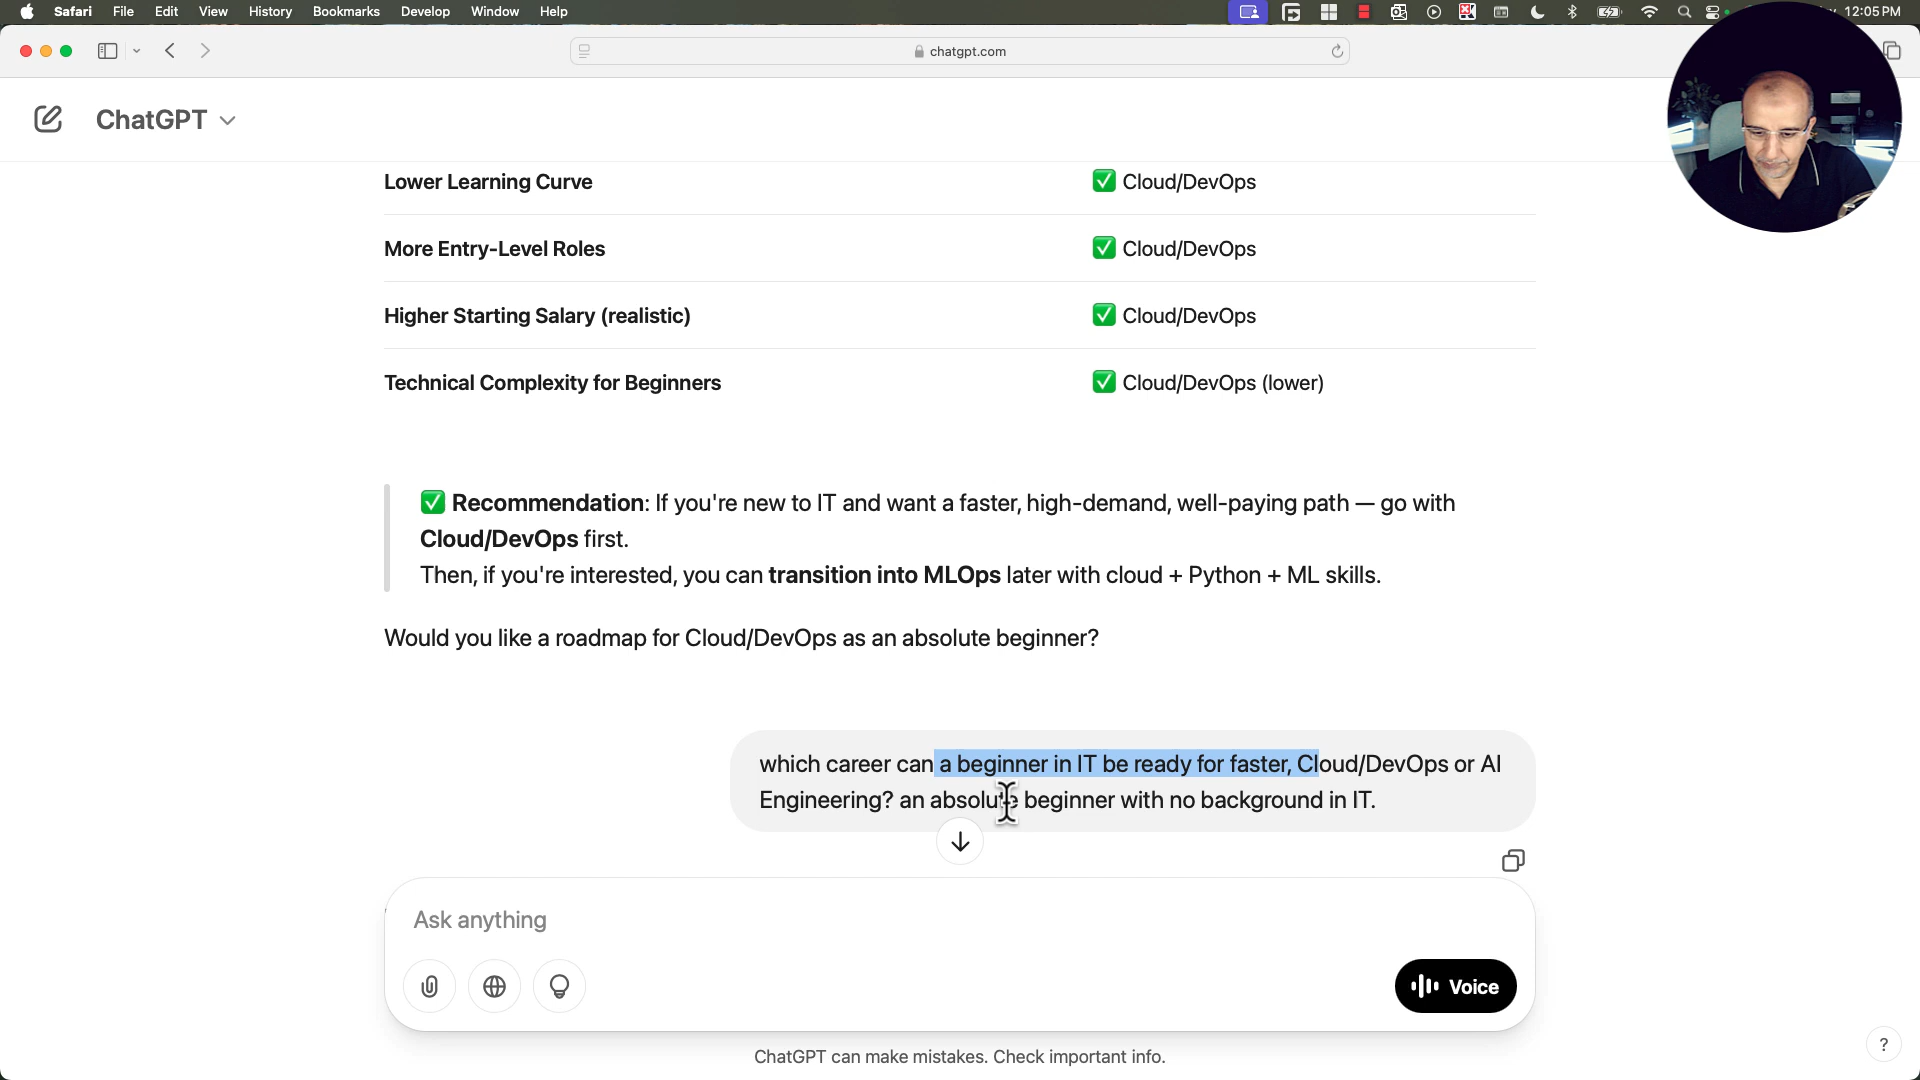 Safari File Edit View History Bookmarks Develop Window Help 12:05 PM
chatgpt.com
ChatGPT
Lower Learning Curve ✅ Cloud/DevOps
More Entry-Level Roles ✅ Cloud/DevOps
Higher Starting Salary (realistic) ✅ Cloud/DevOps
Technical Complexity for Beginners ✅ Cloud/DevOps (lower)
✅ Recommendation: If you're new to IT and want a faster, high-demand, well-paying path — go with
Cloud/DevOps first.
Then, if you're interested, you can transition into MLOps later with cloud + Python + ML skills.
Would you like a roadmap for Cloud/DevOps as an absolute beginner?
which career can a beginner in IT be ready for faster, Cloud/DevOps or AI
Engineering? an absolute beginner with no background in IT.
Ask anything
Voice
ChatGPT can make mistakes. Check important info.
?